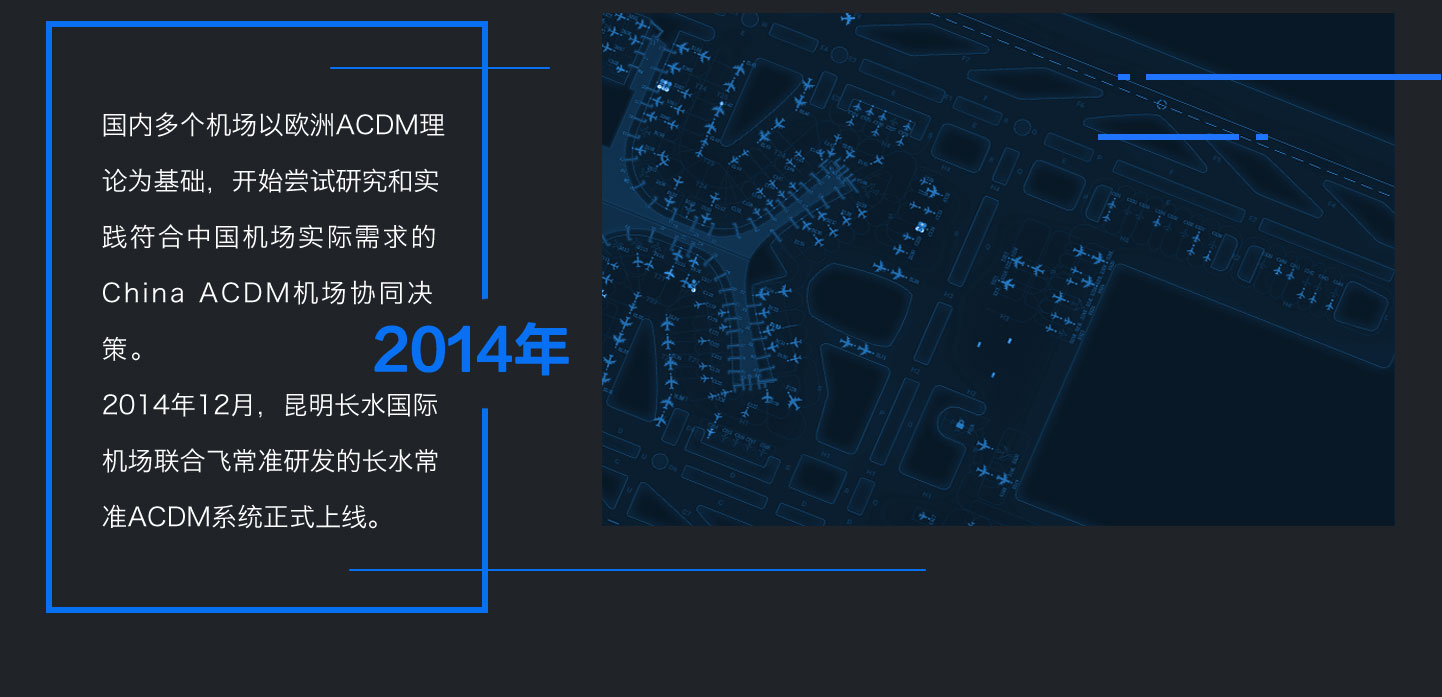 国内多个机场以欧洲ACDM理
论为基础，开始尝试研究和实
践符合中国机场实际需求的
China ACDM机场协同决
策。
2014年12月，昆明长水国际
机场联合飞常准研发的长水常
准ACDM系统正式上线。
2014年